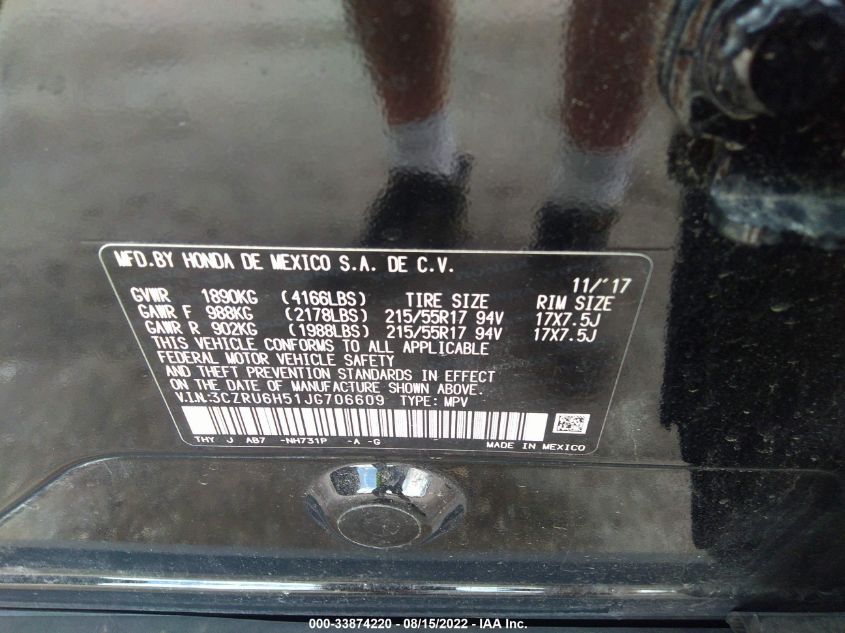 MFD.BY HONDA DE MEXICO S.A. DE C.V.
11/'17
GVWR 1890KG (4166LBS) TIRE SIZE RIM SIZE
GAWR F 988KG (2178LBS) 215/55R17 94V 17X7.5J
GAWR R 902KG (1988LBS) 215/55R17 94V 17X7.5J
THIS VEHICLE CONFORMS TO ALL APPLICABLE
FEDERAL MOTOR VEHICLE SAFETY
AND THEFT PREVENTION STANDARDS IN EFFECT
ON THE DATE OF MANUFACTURE SHOWN ABOVE.
V.I.N:3CZRU6H51JG706609 TYPE: MPV
THY J AB7 -NH731P -A -G MADE IN MEXICO
000-33874220 - 08/15/2022 - IAA Inc.